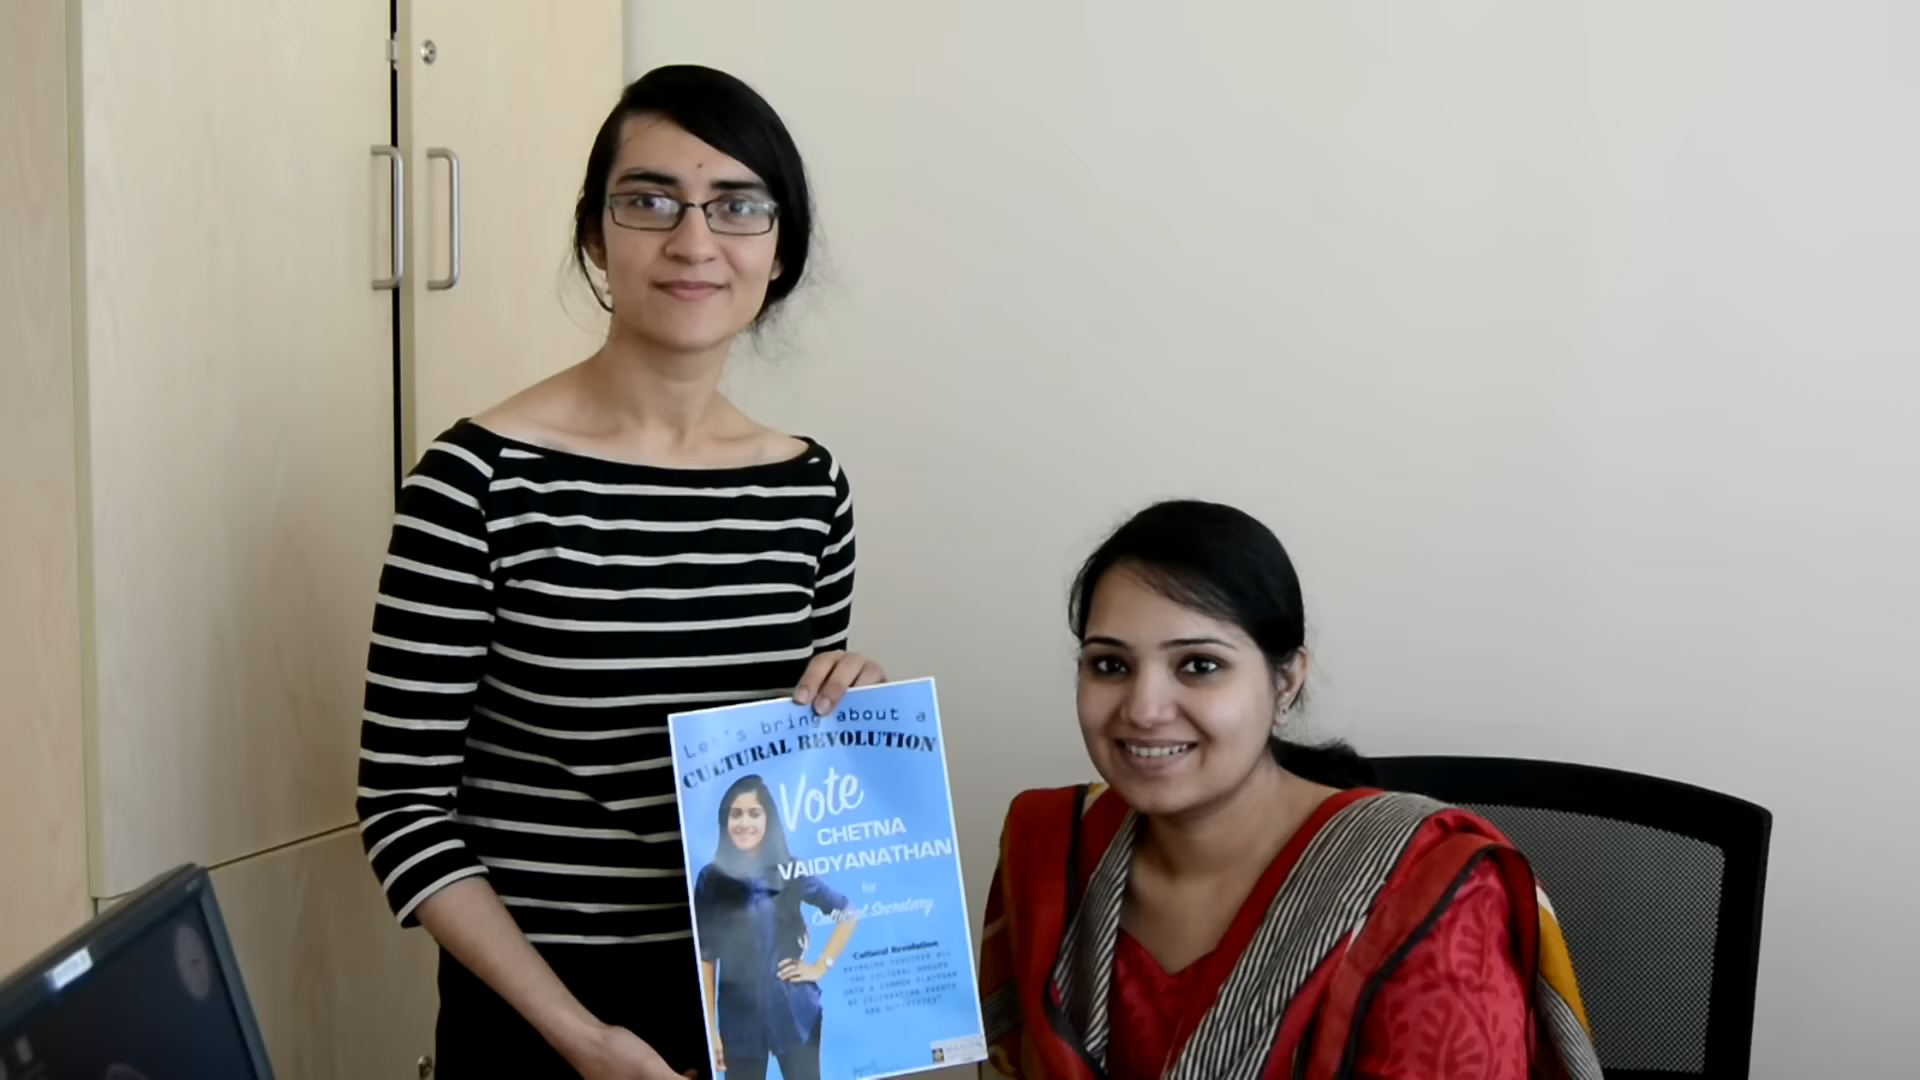 Let's bring about a
CULTURAL REVOLUTION
Vote
CHETNA
VAIDYANATHAN
for
Cultural Secretary
"Cultural Revolution
BRINGING TOGETHER ALL
THE CULTURAL GROUPS
ONTO A COMMON PLATFORM
BY CELEBRATING EVENTS
AND ACTIVITIES"